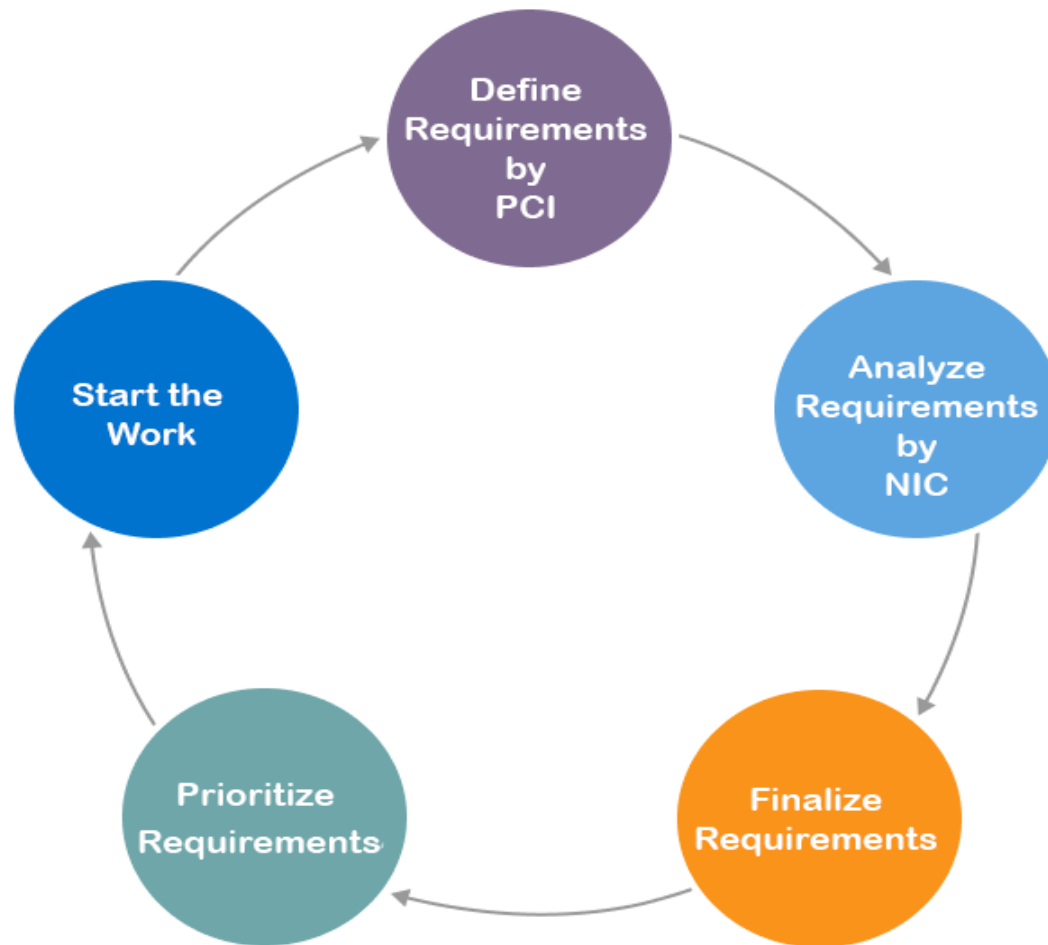 Define
Requirements
by
PCI
Analyze
Requirements
by
NIC
Finalize
Requirements
Prioritize
Requirements
Start the
Work